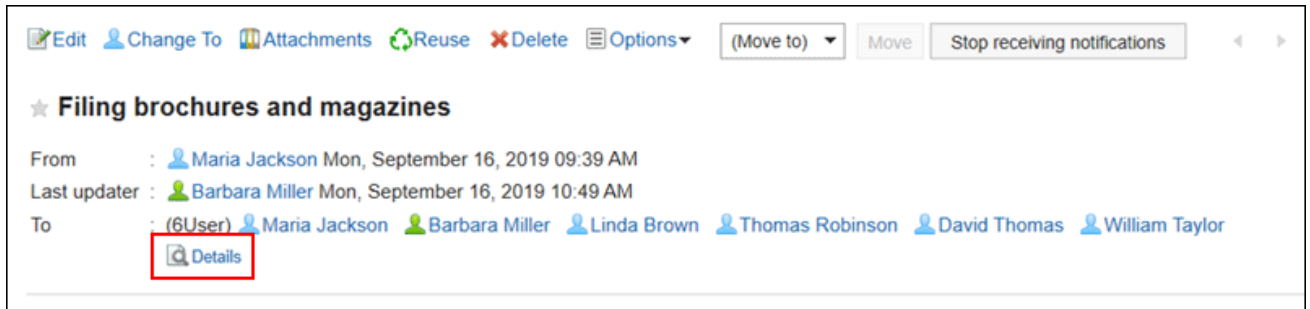 Edit Change To Attachments Reuse Delete Options (Move to) Move Stop receiving notifications
Filing brochures and magazines
From : Maria Jackson Mon, September 16, 2019 09:39 AM
Last updater : Barbara Miller Mon, September 16, 2019 10:49 AM
To : (6User) Maria Jackson Barbara Miller Linda Brown Thomas Robinson David Thomas William Taylor
Details